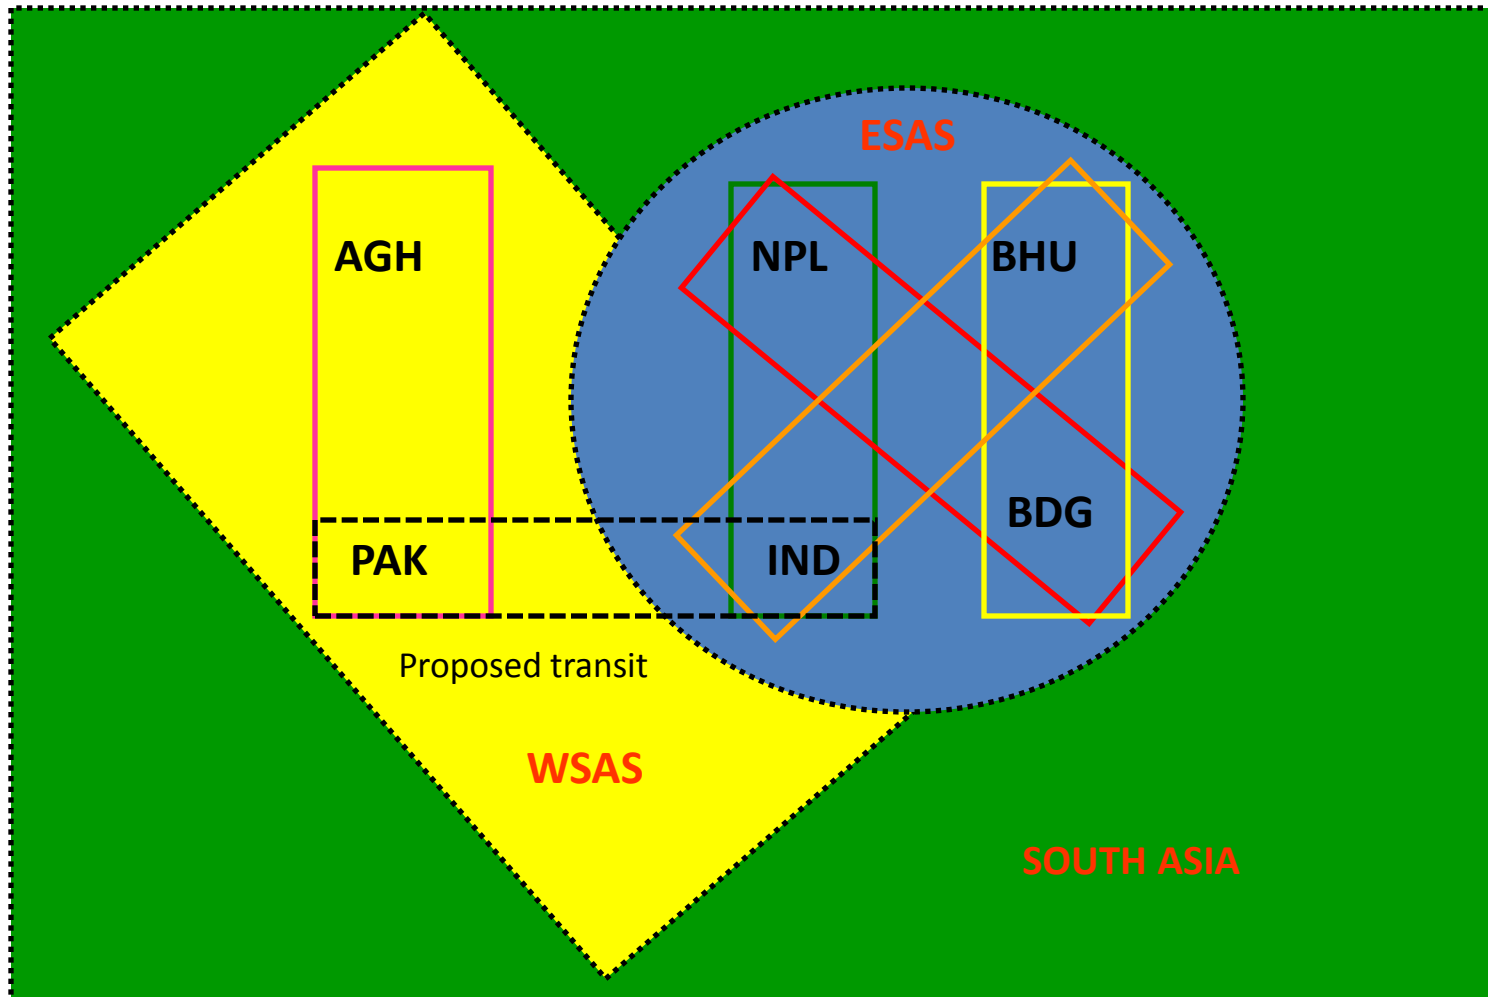 ESAS
AGH
NPL
BHU
BDG
PAK
IND
Proposed transit
WSAS
SOUTH ASIA